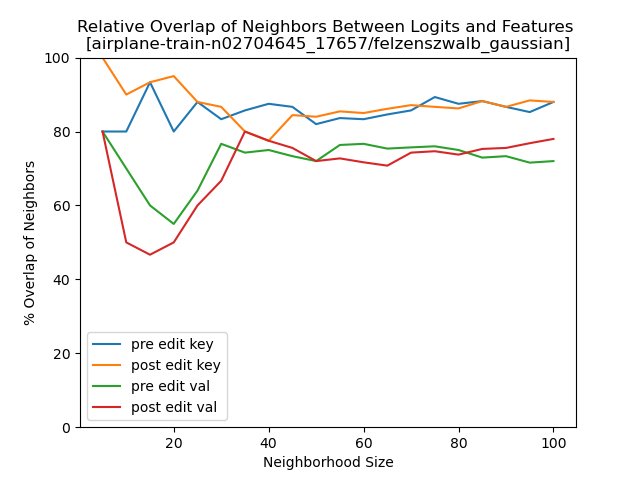 Relative Overlap of Neighbors Between Logits and Features
[airplane-train-n02704645_17657/felzenszwalb_gaussian]
100
80
60
40
20
0
% Overlap of Neighbors
pre edit key
post edit key
pre edit val
post edit val
20
40
60
80
100
Neighborhood Size